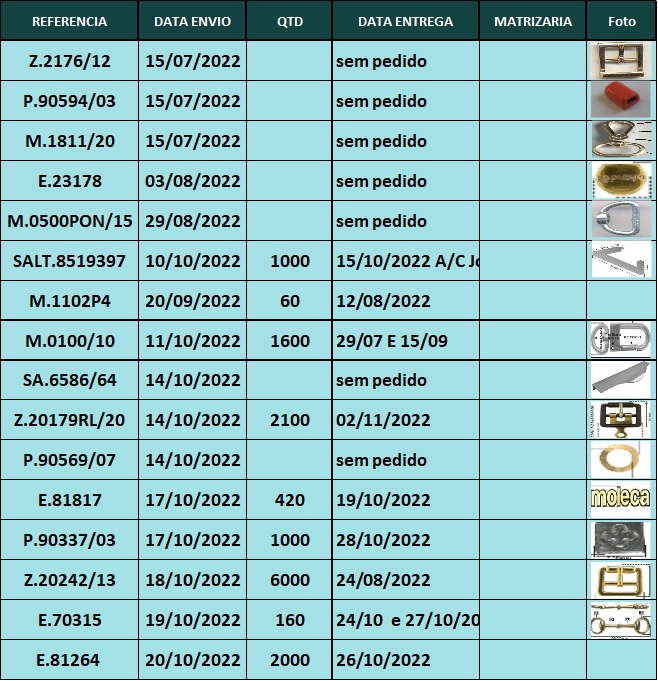 REFERENCIA DATA ENVIO QTD DATA ENTREGA MATRIZARIA Foto
Z.2176/12 15/07/2022 sem pedido
P.90594/03 15/07/2022 sem pedido
M.1811/20 15/07/2022 sem pedido
E.23178 03/08/2022 sem pedido
M.0500PON/15 29/08/2022 sem pedido
SALT.8519397 10/10/2022 1000 15/10/2022 A/C Jo
M.1102P4 20/09/2022 60 12/08/2022
M.0100/10 11/10/2022 1600 29/07 E 15/09
SA.6586/64 14/10/2022 sem pedido
Z.20179RL/20 14/10/2022 2100 02/11/2022
P.90569/07 14/10/2022 sem pedido
E.81817 17/10/2022 420 19/10/2022 moleca
P.90337/03 17/10/2022 1000 28/10/2022
Z.20242/13 18/10/2022 6000 24/08/2022
E.70315 19/10/2022 160 24/10 e 27/10/20
E.81264 20/10/2022 2000 26/10/2022